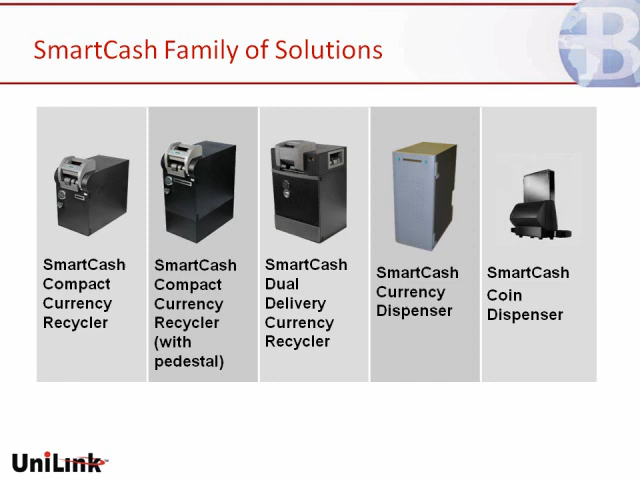 SmartCash Family of Solutions
B
SmartCash
Compact
Currency
Recycler
SmartCash
Compact
Currency
Recycler
(with
pedestal)
SmartCash
Dual
Delivery
Currency
Recycler
SmartCash
Currency
Dispenser
SmartCash
Coin
Dispenser
UniLink